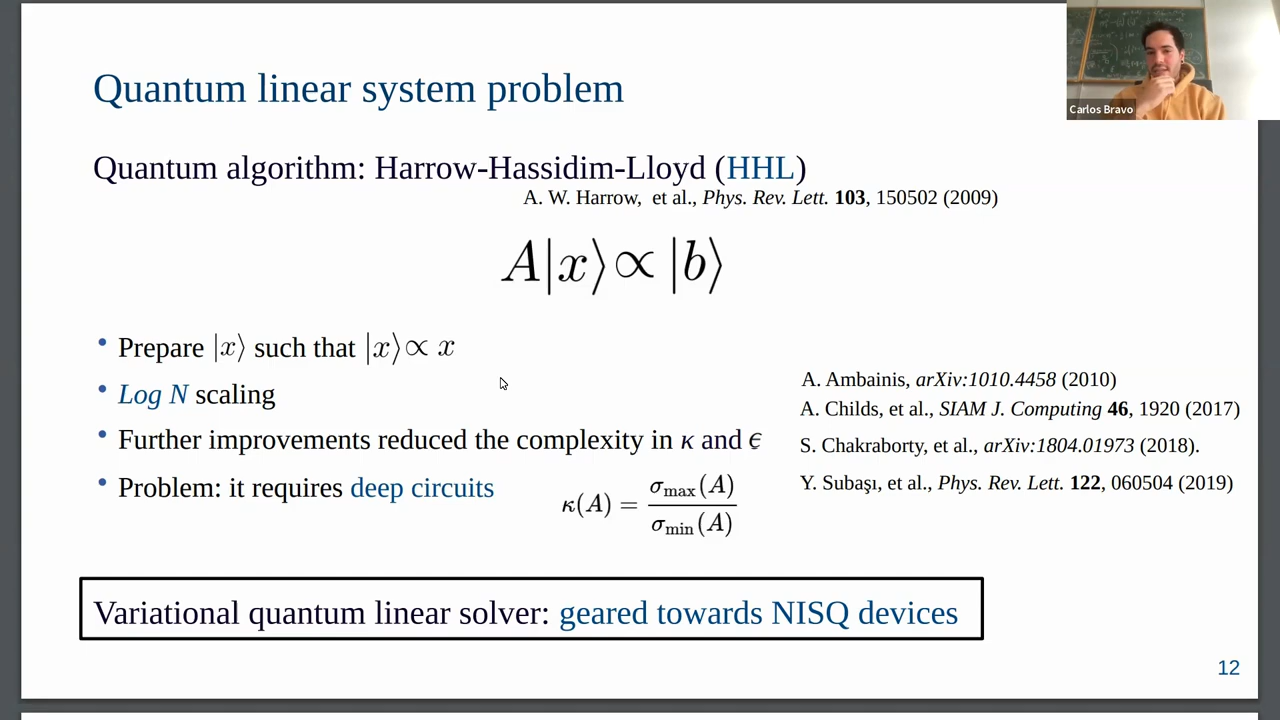 Quantum linear system problem
Carlos Bravo
Quantum algorithm: Harrow-Hassidim-Lloyd (HHL)
A. W. Harrow, et al., Phys. Rev. Lett. 103, 150502 (2009)
A|x⟩∝ |b⟩
• Prepare |x⟩ such that |x⟩∝ x
• Log N scaling
• Further improvements reduced the complexity in κ and ϵ
• Problem: it requires deep circuits
κ(A) = σmax(A) / σmin(A)
A. Ambainis, arXiv:1010.4458 (2010)
A. Childs, et al., SIAM J. Computing 46, 1920 (2017)
S. Chakraborty, et al., arXiv:1804.01973 (2018).
Y. Subaşı, et al., Phys. Rev. Lett. 122, 060504 (2019)
Variational quantum linear solver: geared towards NISQ devices
12